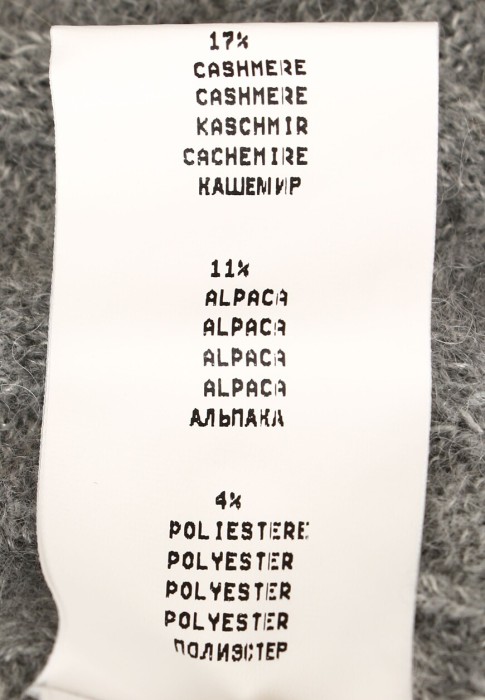 17%
CASHMERE
CASHMERE
KASCHMIR
CACHEMIRE
КАШЕМИР
11%
ALPACA
ALPACA
ALPACA
ALPACA
АЛЬПАКА
4%
POLIESTERE
POLYESTER
POLYESTER
POLYESTER
ПОЛИЭСТЕР